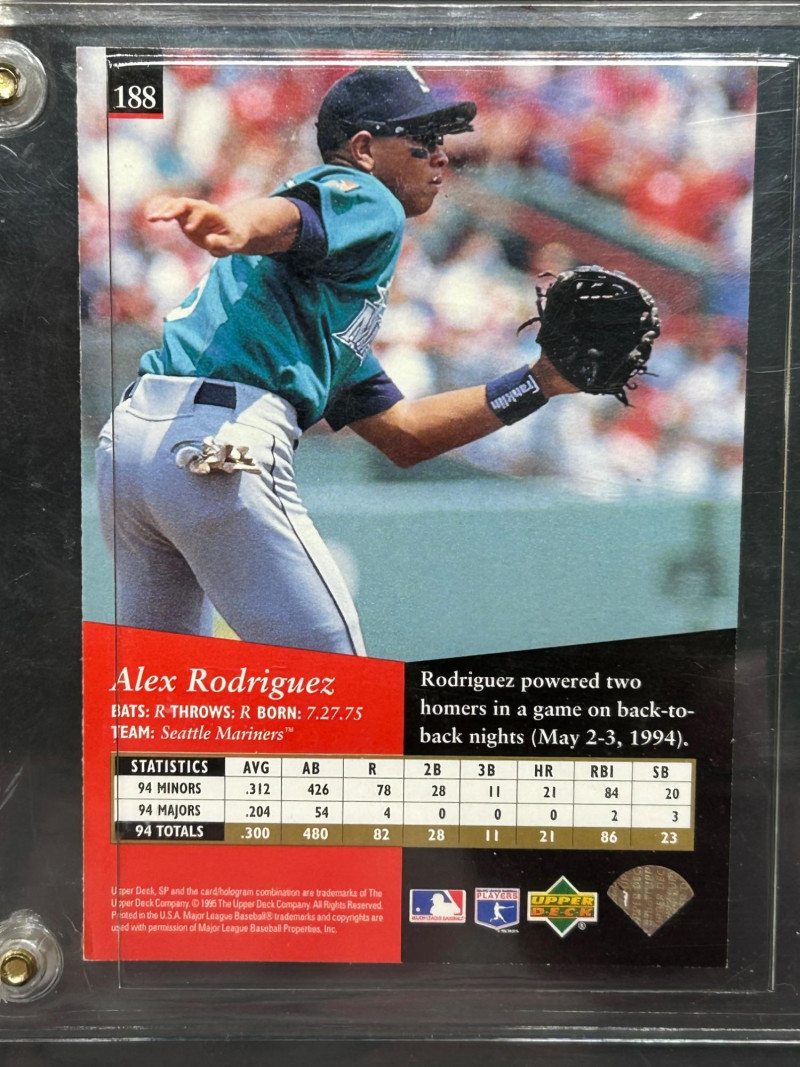 188
Franklin
Alex Rodriguez
BATS: R THROWS: R BORN: 7.27.75
TEAM: Seattle Mariners™
Rodriguez powered two
homers in a game on back-to-
back nights (May 2-3, 1994).
STATISTICS AVG AB R 2B 3B HR RBI SB
94 MINORS .312 426 78 28 11 21 84 20
94 MAJORS .204 54 4 0 0 0 2 3
94 TOTALS .300 480 82 28 11 21 86 23
Upper Deck, SP and the card/hologram combination are trademarks of The
Upper Deck Company. © 1995 The Upper Deck Company. All Rights Reserved.
Printed in the U.S.A. Major League Baseball® trademarks and copyrights are
used with permission of Major League Baseball Properties, Inc.
MAJOR LEAGUE BASEBALL
PLAYERS
UPPER
DECK
®